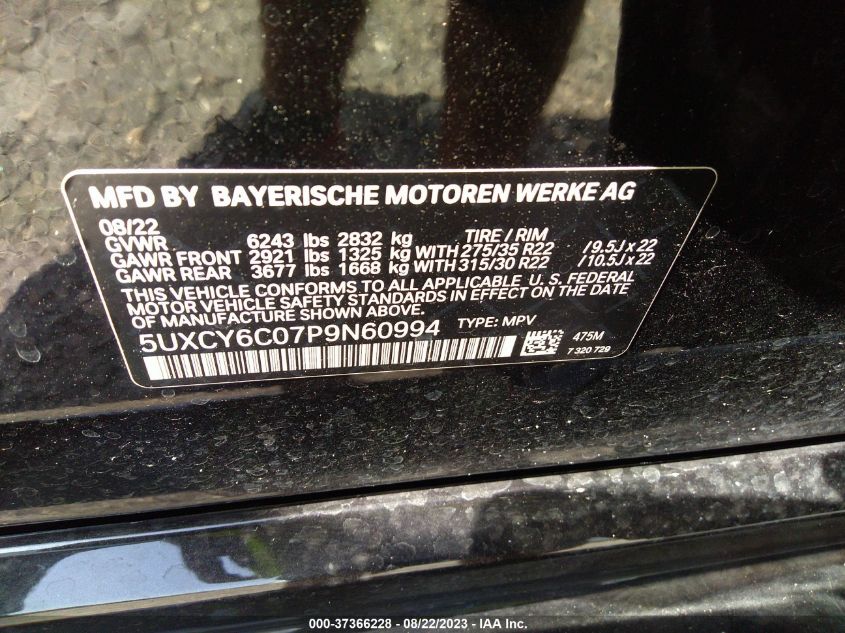 MFD BY BAYERISCHE MOTOREN WERKE AG
08/22
GVWR 6243 lbs 2832 kg TIRE / RIM
GAWR FRONT 2921 lbs 1325 kg WITH 275/35 R22 / 9.5J x 22
GAWR REAR 3677 lbs 1668 kg WITH 315/30 R22 / 10.5J x 22
THIS VEHICLE CONFORMS TO ALL APPLICABLE U. S. FEDERAL
MOTOR VEHICLE SAFETY STANDARDS IN EFFECT ON THE DATE
OF MANUFACTURE SHOWN ABOVE.
5UXCY6C07P9N60994 TYPE: MPV
475M
7 320 729
000-37366228 - 08/22/2023 - IAA Inc.